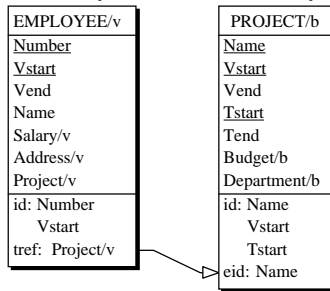 EMPLOYEE/v
Number
Vstart
Vend
Name
Salary/v
Address/v
Project/v
id: Number
Vstart
tref: Project/v
PROJECT/b
Name
Vstart
Vend
Tstart
Tend
Budget/b
Department/b
id: Name
Vstart
Tstart
eid: Name